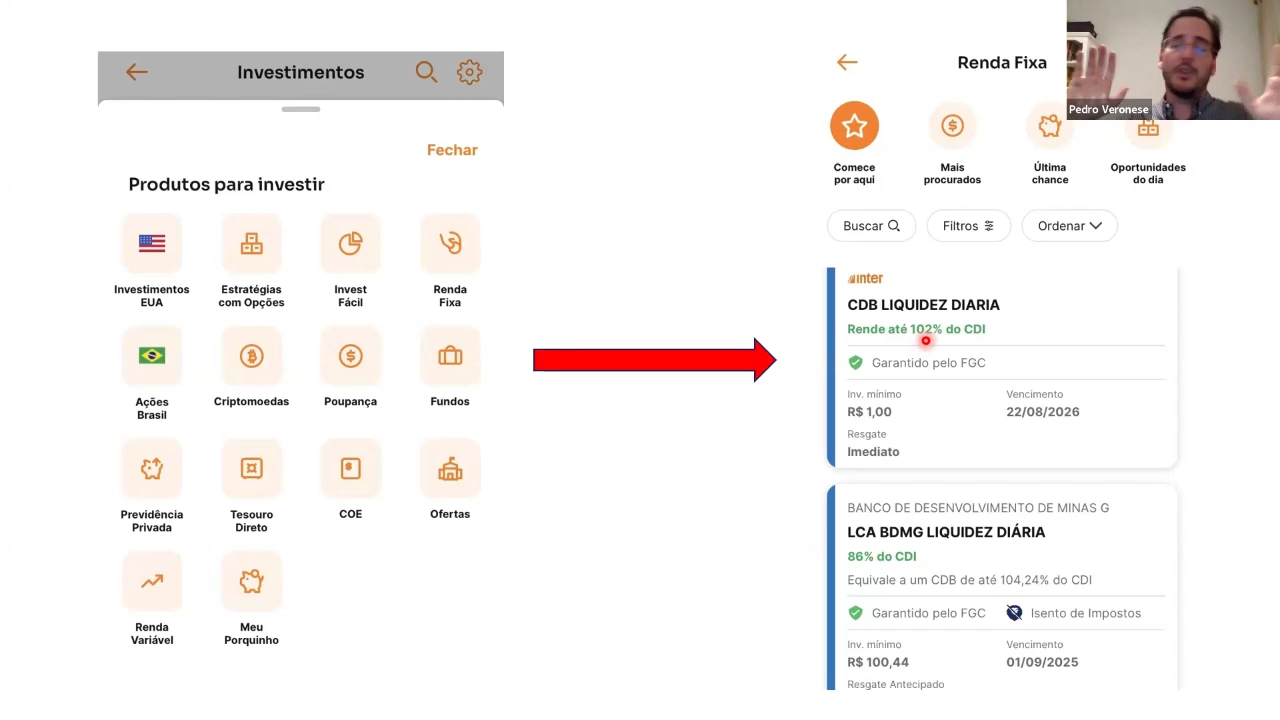 Investimentos
Fechar
Produtos para investir
Investimentos
EUA
Estratégias
com Opções
Invest
Fácil
Renda
Fixa
Ações
Brasil
Criptomoedas
Poupança
Fundos
Previdência
Privada
Tesouro
Direto
COE
Ofertas
Renda
Variável
Meu
Porquinho
Renda Fixa
Pedro Veronese
Comece
por aqui
Mais
procurados
Última
chance
Oportunidades
do dia
Buscar
Filtros
Ordenar
inter
CDB LIQUIDEZ DIARIA
Rende até 102% do CDI
Garantido pelo FGC
Inv. mínimo
Vencimento
R$ 1,00
22/08/2026
Resgate
Imediato
BANCO DE DESENVOLVIMENTO DE MINAS G
LCA BDMG LIQUIDEZ DIÁRIA
86% do CDI
Equivale a um CDB de até 104,24% do CDI
Garantido pelo FGC
Isento de Impostos
Inv. mínimo
Vencimento
R$ 100,44
01/09/2025
Resgate Antecipado